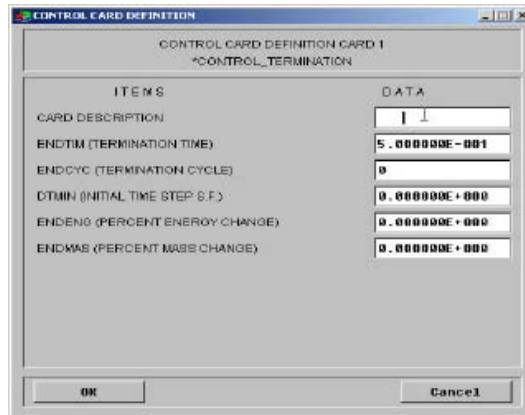 CONTROL CARD DEFINITION
CONTROL CARD DEFINITION CARD 1
*CONTROL_TERMINATION
ITEMS DATA
CARD DESCRIPTION
ENDTIM (TERMINATION TIME) 5.000000E-001
ENDCYC (TERMINATION CYCLE) 0
DTMIN (INITIAL TIME STEP S.F.) 0.000000E+000
ENDENG (PERCENT ENERGY CHANGE) 0.000000E+000
ENDMAS (PERCENT MASS CHANGE) 0.000000E+000
OK Cancel